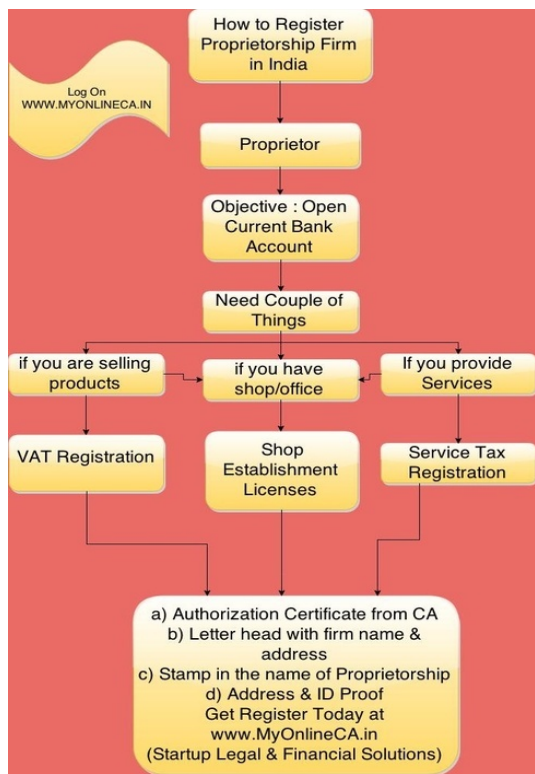 How to Register
Proprietorship Firm
in India
Log On
WWW.MYONLINECA.IN
Proprietor
Objective : Open
Current Bank
Account
Need Couple of
Things
if you are selling
products
if you have
shop/office
If you provide
Services
VAT Registration
Shop
Establishment
Licenses
Service Tax
Registration
a) Authorization Certificate from CA
b) Letter head with firm name &
address
c) Stamp in the name of Proprietorship
d) Address & ID Proof
Get Register Today at
www.MyOnlineCA.in
(Startup Legal & Financial Solutions)